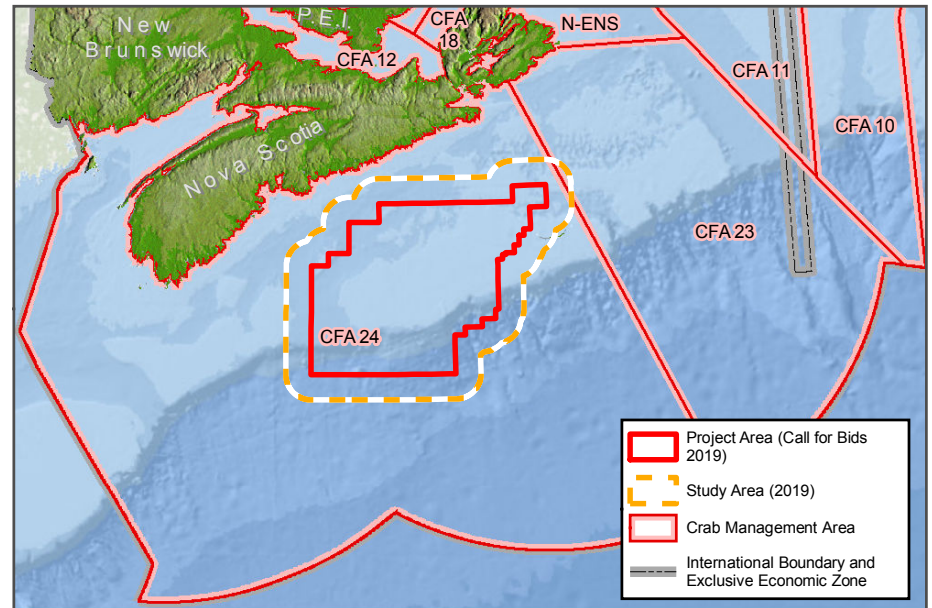 New
Brunswick
P.E.I.
CFA
18
N-ENS
CFA 12
CFA 11
CFA 10
Nova Scotia
CFA 23
CFA 24
Project Area (Call for Bids
2019)
Study Area (2019)
Crab Management Area
International Boundary and
Exclusive Economic Zone